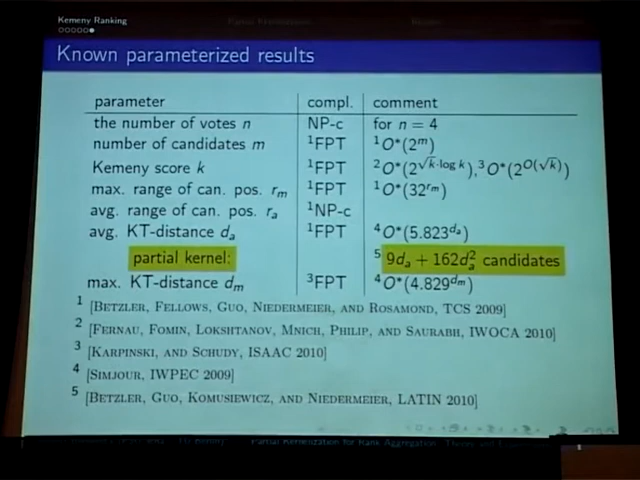 Kemeny Ranking
Known parameterized results
parameter compl. comment
the number of votes n NP-c for n = 4
number of candidates m ¹FPT ¹O*(2^m)
Kemeny score k ¹FPT ²O*(2^{√k·log k}),³O*(2^{O(√k)})
max. range of can. pos. r_m ¹FPT ¹O*(32^{r_m})
avg. range of can. pos. r_a ¹NP-c
avg. KT-distance d_a ¹FPT ⁴O*(5.823^{d_a})
partial kernel: ⁵ 9d_a + 162d_a² candidates
max. KT-distance d_m ³FPT ⁴O*(4.829^{d_m})
¹ [Betzler, Fellows, Guo, Niedermeier, and Rosamond, TCS 2009]
² [Fernau, Fomin, Lokshtanov, Mnich, Philip, and Saurabh, IWOCA 2010]
³ [Karpinski, and Schudy, ISAAC 2010]
⁴ [Simjour, IWPEC 2009]
⁵ [Betzler, Guo, Komusiewicz, and Niedermeier, LATIN 2010]
Partial Kernelization for Rank Aggregation